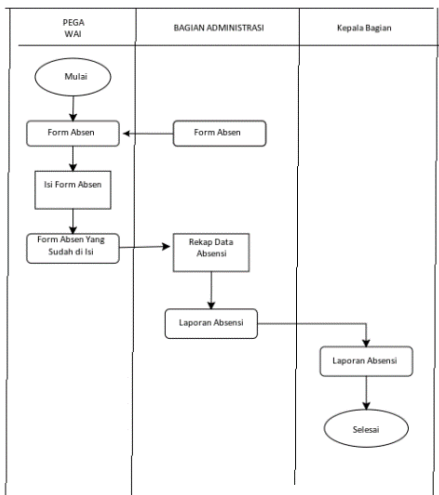 PEGA
WAI
BAGIAN ADMINISTRASI
Kepala Bagian
Mulai
Form Absen
Form Absen
Isi Form Absen
Form Absen Yang
Sudah di Isi
Rekap Data
Absensi
Laporan Absensi
Laporan Absensi
Selesai